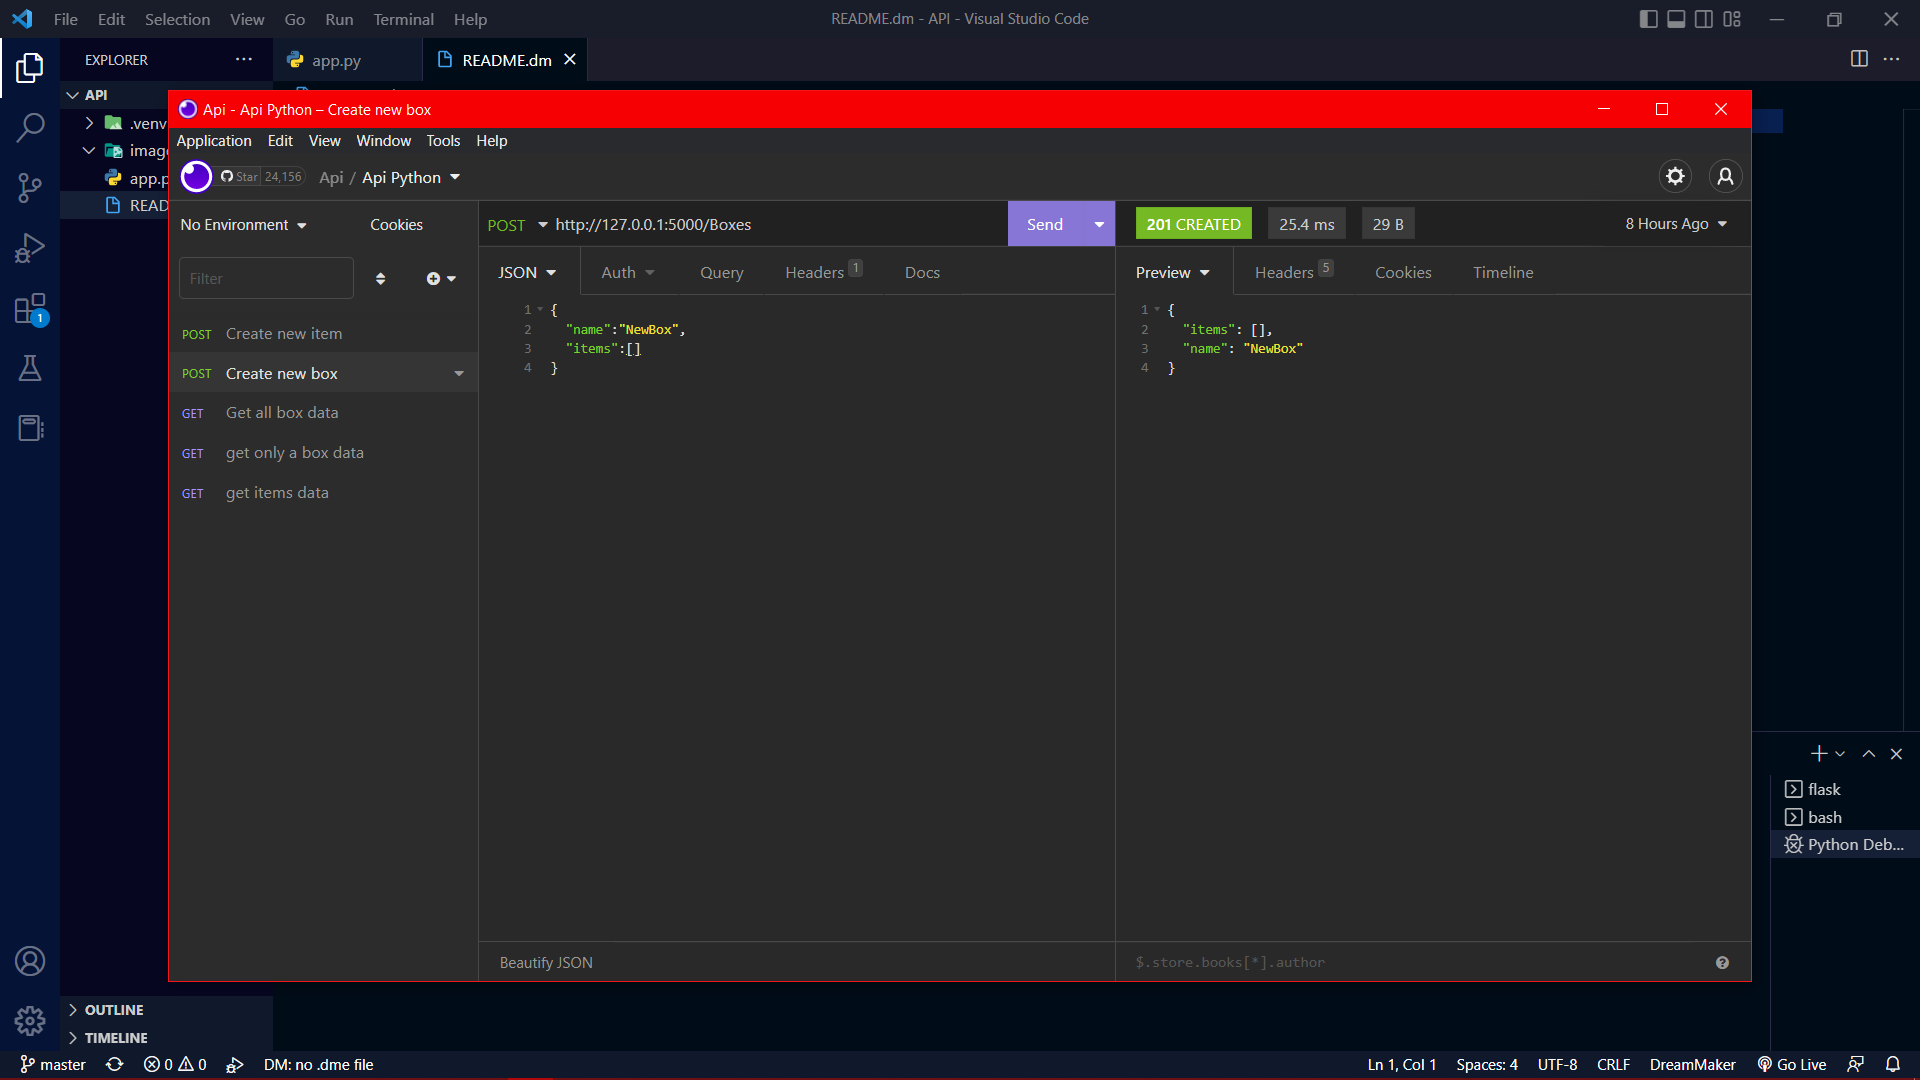 File Edit Selection View Go Run Terminal Help
README.dm - API - Visual Studio Code
EXPLORER
app.py
README.dm
API
.venv
Api - Api Python – Create new box
Application Edit View Window Tools Help
Star 24,156
Api / Api Python
No Environment
Cookies
Filter
POST Create new item
POST Create new box
GET Get all box data
GET get only a box data
GET get items data
POST http://127.0.0.1:5000/Boxes
Send
JSON Auth Query Headers 1 Docs
1 {
2 "name":"NewBox",
3 "items":[]
4 }
Beautify JSON
201 CREATED 25.4 ms 29 B
8 Hours Ago
Preview Headers 5 Cookies Timeline
1 {
2 "items": [],
3 "name": "NewBox"
4 }
$.store.books[*].author
1
flask
bash
Python Deb...
OUTLINE
TIMELINE
master 0 0 DM: no .dme file
Ln 1, Col 1 Spaces: 4 UTF-8 CRLF DreamMaker Go Live